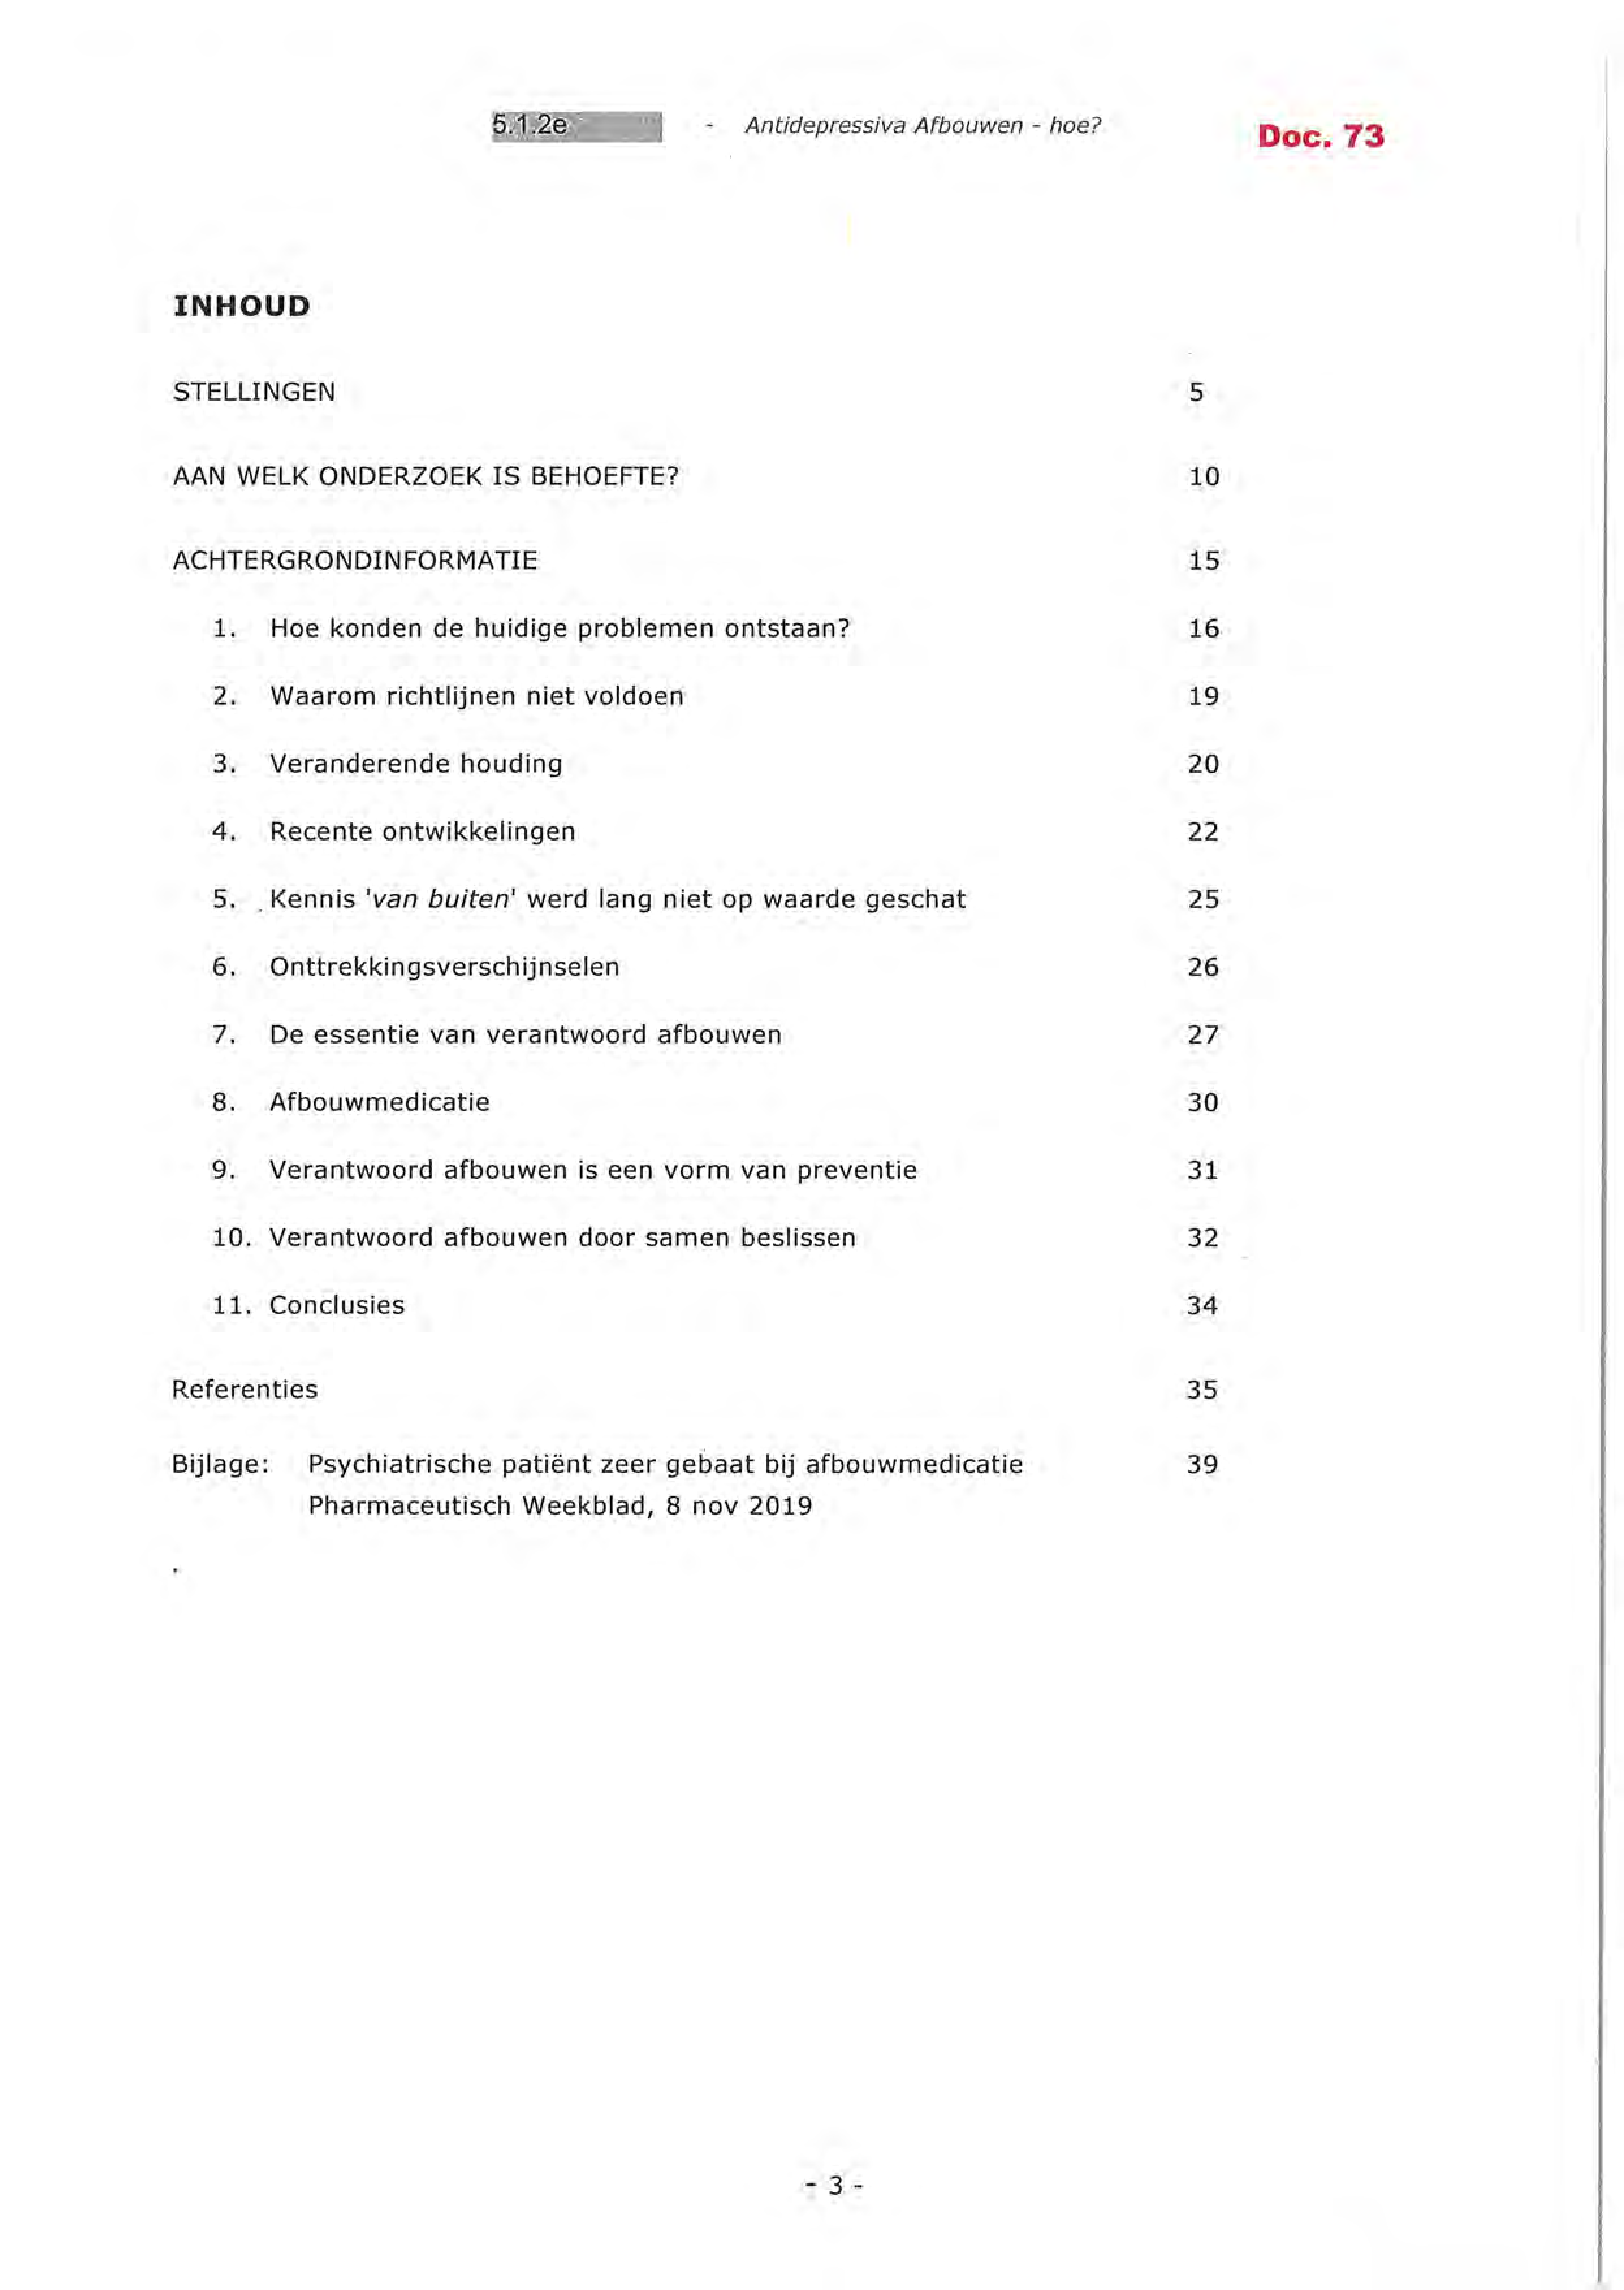 5.1.2e - Antidepressiva Afbouwen - hoe? Doc. 73
INHOUD
STELLINGEN 5
AAN WELK ONDERZOEK IS BEHOEFTE? 10
ACHTERGRONDINFORMATIE 15
1. Hoe konden de huidige problemen ontstaan? 16
2. Waarom richtlijnen niet voldoen 19
3. Veranderende houding 20
4. Recente ontwikkelingen 22
5. Kennis 'van buiten' werd lang niet op waarde geschat 25
6. Onttrekkingsverschijnselen 26
7. De essentie van verantwoord afbouwen 27
8. Afbouwmedicatie 30
9. Verantwoord afbouwen is een vorm van preventie 31
10. Verantwoord afbouwen door samen beslissen 32
11. Conclusies 34
Referenties 35
Bijlage: Psychiatrische patiënt zeer gebaat bij afbouwmedicatie 39
Pharmaceutisch Weekblad, 8 nov 2019
- 3 -